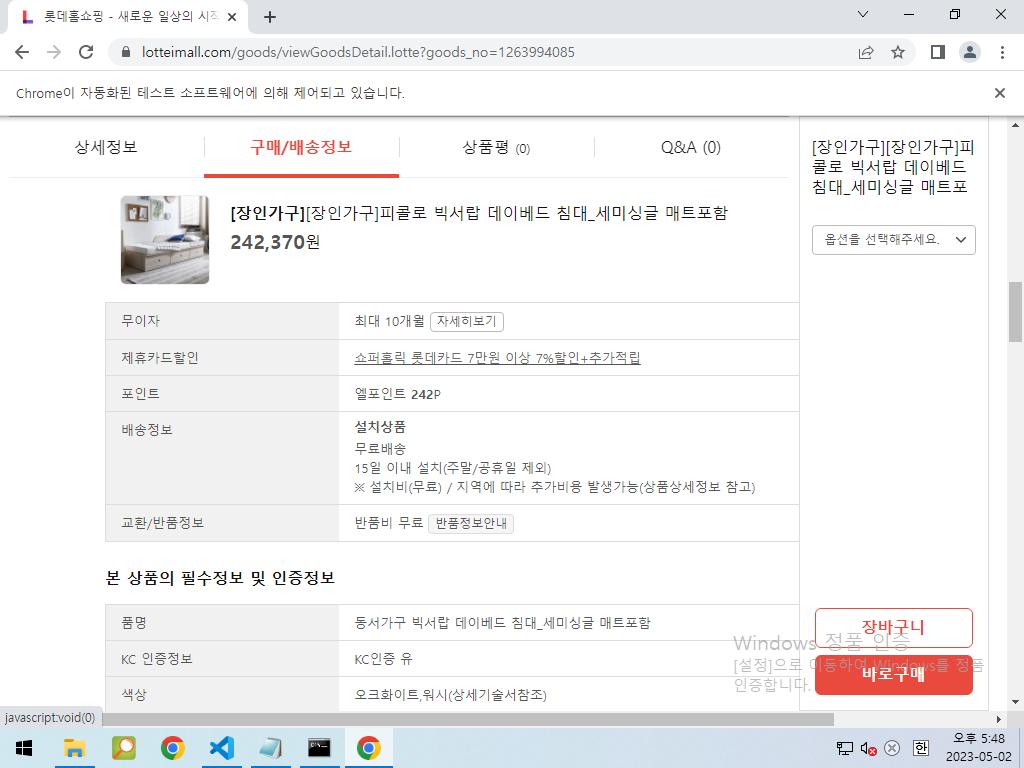 롯데홈쇼핑 - 새로운 일상의 시작
lotteimall.com/goods/viewGoodsDetail.lotte?goods_no=1263994085
Chrome이 자동화된 테스트 소프트웨어에 의해 제어되고 있습니다.
상세정보
구매/배송정보
상품평 (0)
Q&A (0)
[장인가구][장인가구]피콜로 빅서랍 데이베드 침대_세미싱글 매트포함
242,370원
무이자
최대 10개월 자세히보기
제휴카드할인
쇼퍼홀릭 롯데카드 7만원 이상 7%할인+추가적립
포인트
엘포인트 242P
배송정보
설치상품
무료배송
15일 이내 설치(주말/공휴일 제외)
※ 설치비(무료) / 지역에 따라 추가비용 발생가능(상품상세정보 참고)
교환/반품정보
반품비 무료 반품정보안내
본 상품의 필수정보 및 인증정보
품명
동서가구 빅서랍 데이베드 침대_세미싱글 매트포함
KC 인증정보
KC인증 유
색상
오크화이트,워시(상세기술서참조)
[장인가구][장인가구]피
콜로 빅서랍 데이베드
침대_세미싱글 매트포
옵션을 선택해주세요.
장바구니
바로구매
Windows 정품 인증
[설정]으로 이동하여 Windows를 정품
인증합니다.
javascript:void(0)
한
오후 5:48
2023-05-02